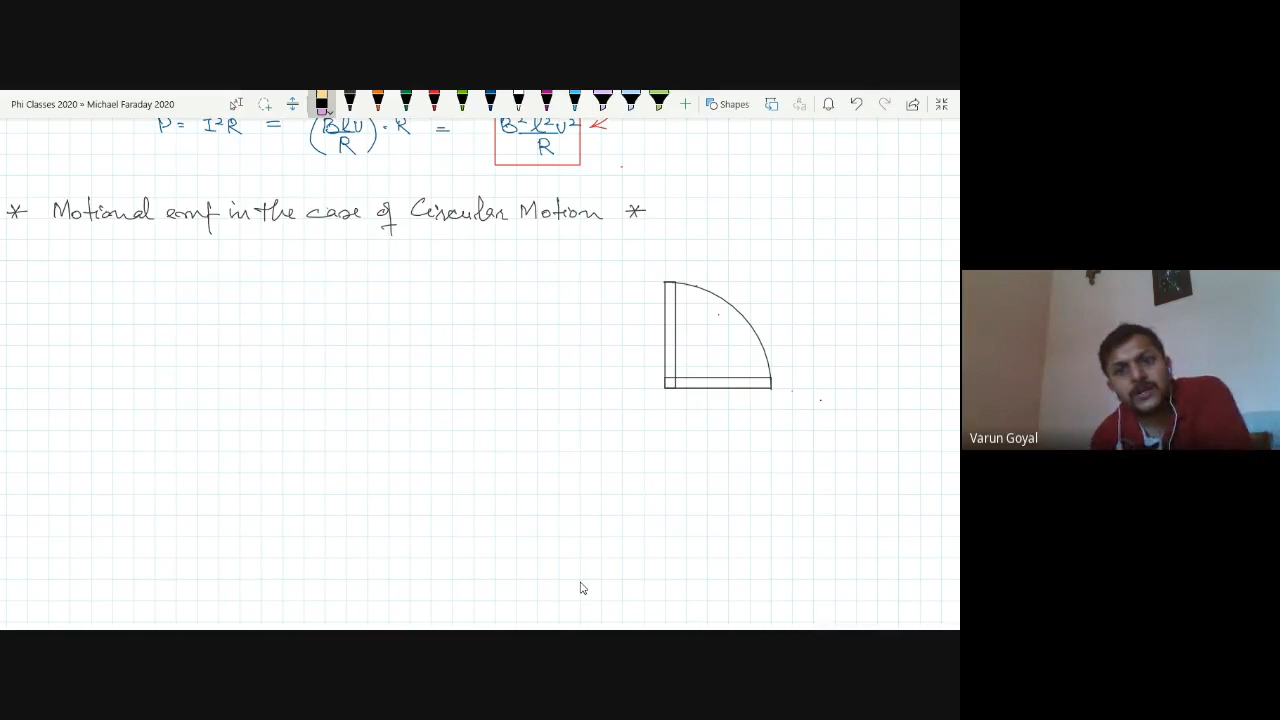 Phi Classes 2020 » Michael Faraday 2020
Shapes
P = I²R = (Blv/R) · R = B²l²v²/R
* Motional emf in the case of Circular Motion *
Varun Goyal